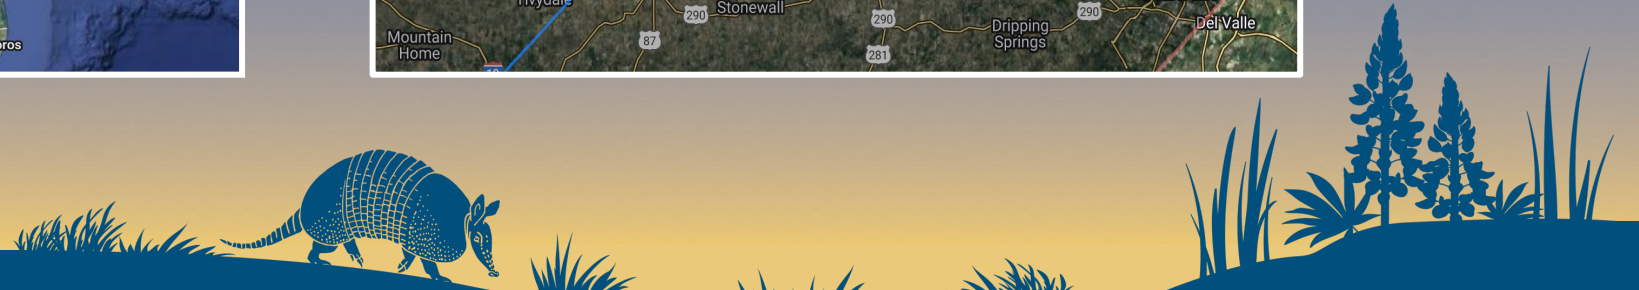 Stonewall
290
290
290
Del Valle
Mountain
Home
87
Dripping
Springs
281